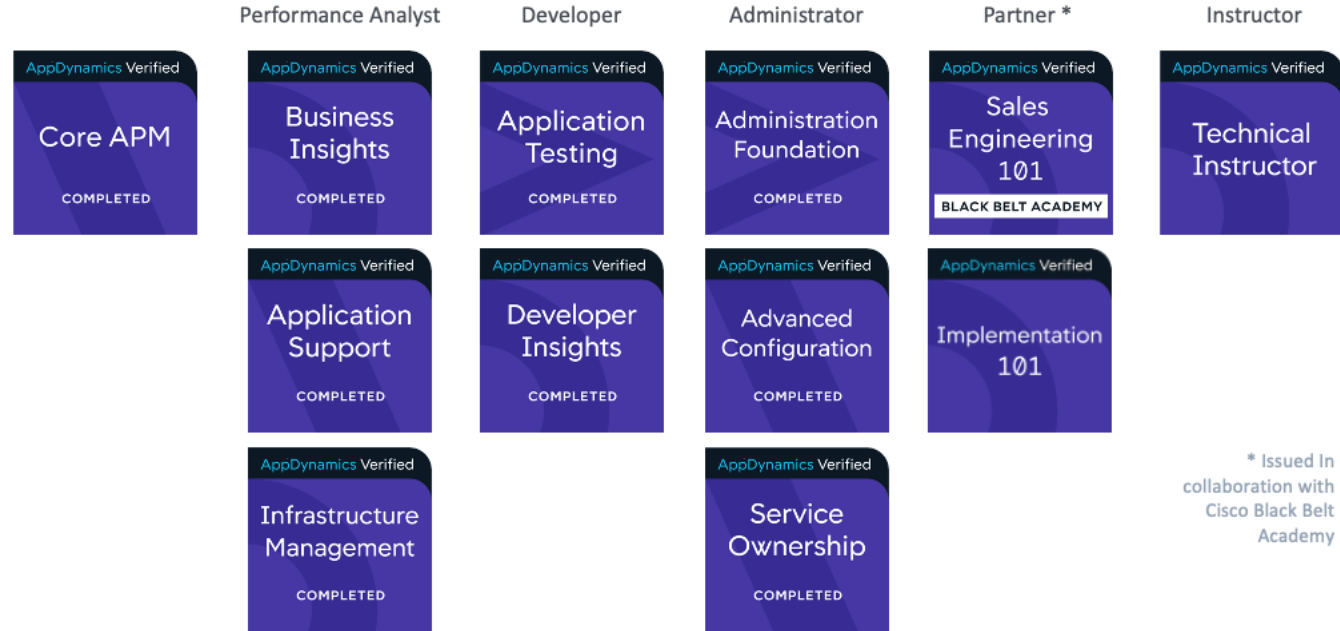 Performance Analyst
Developer
Administrator
Partner *
Instructor
AppDynamics Verified
Core APM
COMPLETED
AppDynamics Verified
Business
Insights
COMPLETED
AppDynamics Verified
Application
Testing
COMPLETED
AppDynamics Verified
Administration
Foundation
COMPLETED
AppDynamics Verified
Sales
Engineering
101
BLACK BELT ACADEMY
AppDynamics Verified
Technical
Instructor
AppDynamics Verified
Application
Support
COMPLETED
AppDynamics Verified
Developer
Insights
COMPLETED
AppDynamics Verified
Advanced
Configuration
COMPLETED
AppDynamics Verified
Implementation
101
AppDynamics Verified
Infrastructure
Management
COMPLETED
AppDynamics Verified
Service
Ownership
COMPLETED
* Issued In
collaboration with
Cisco Black Belt
Academy